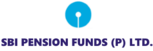 SBI PENSION FUNDS (P) LTD.